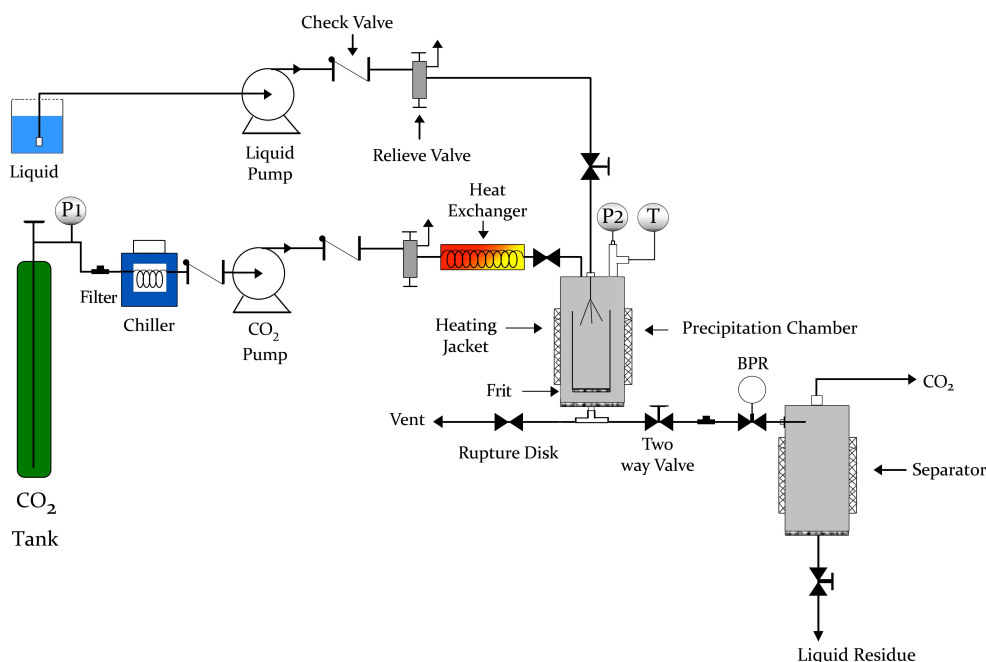 Check Valve
Liquid
Liquid
Pump
Relieve Valve
P1
Heat
Exchanger
P2
T
Filter
Chiller
CO₂
Pump
Heating
Jacket
Precipitation Chamber
Frit
BPR
CO₂
Vent
Rupture Disk
Two
way Valve
Separator
CO₂
Tank
Liquid Residue